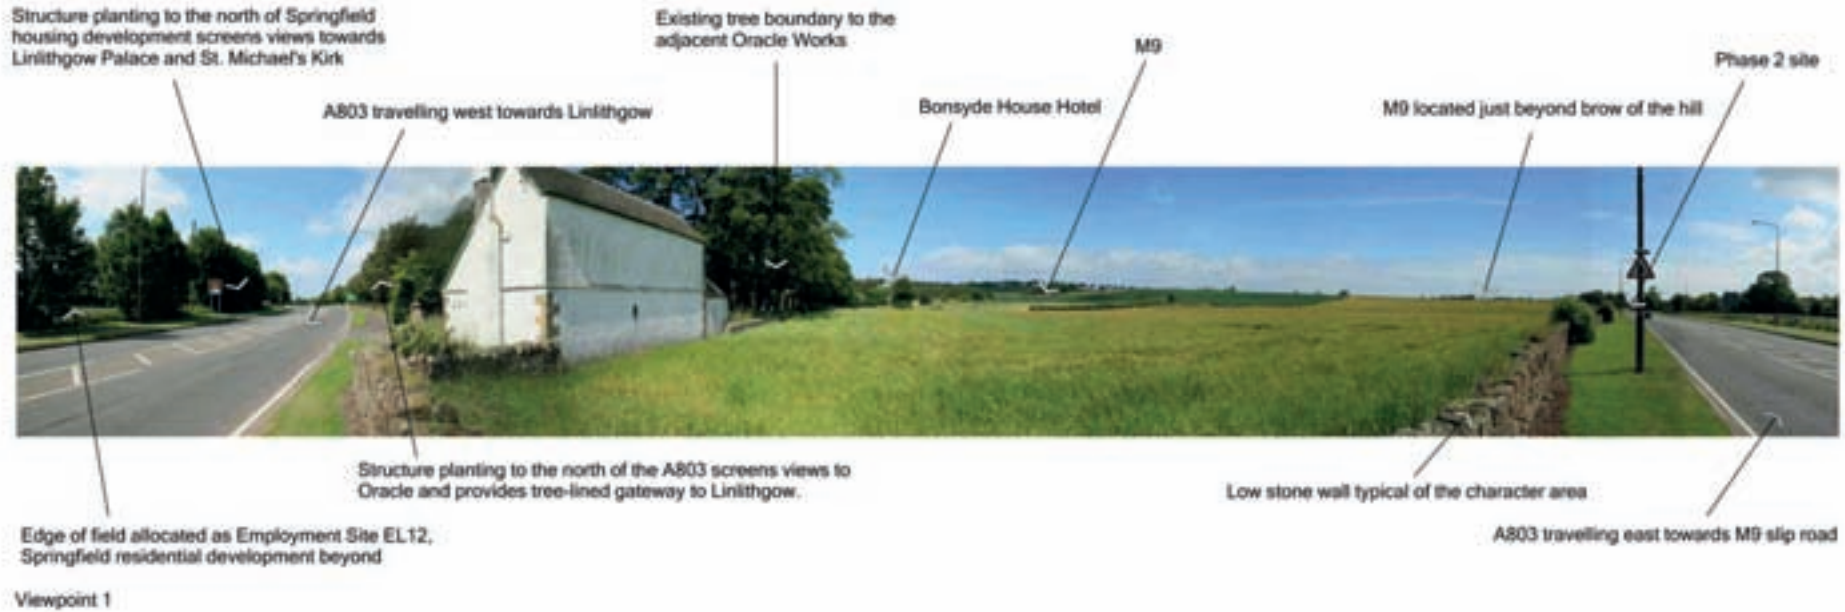 Structure planting to the north of Springfield
housing development screens views towards
Linlithgow Palace and St. Michael's Kirk
Existing tree boundary to the
adjacent Oracle Works
M9
Phase 2 site
A803 travelling west towards Linlithgow
Bonsyde House Hotel
M9 located just beyond brow of the hill
Structure planting to the north of the A803 screens views to
Oracle and provides tree-lined gateway to Linlithgow.
Low stone wall typical of the character area
Edge of field allocated as Employment Site EL12,
Springfield residential development beyond
A803 travelling east towards M9 slip road
Viewpoint 1